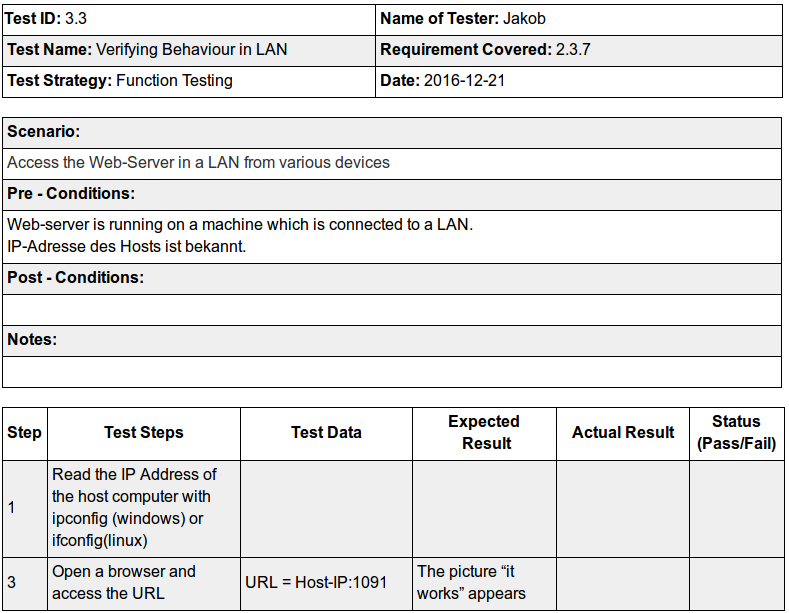 Test ID: 3.3
Name of Tester: Jakob
Test Name: Verifying Behaviour in LAN
Requirement Covered: 2.3.7
Test Strategy: Function Testing
Date: 2016-12-21
Scenario:
Access the Web-Server in a LAN from various devices
Pre - Conditions:
Web-server is running on a machine which is connected to a LAN.
IP-Adresse des Hosts ist bekannt.
Post - Conditions:
Notes:
Step
Test Steps
Test Data
Expected
Result
Actual Result
Status
(Pass/Fail)
1
Read the IP Address of
the host computer with
ipconfig (windows) or
ifconfig(linux)
3
Open a browser and
access the URL
URL = Host-IP:1091
The picture “it
works” appears